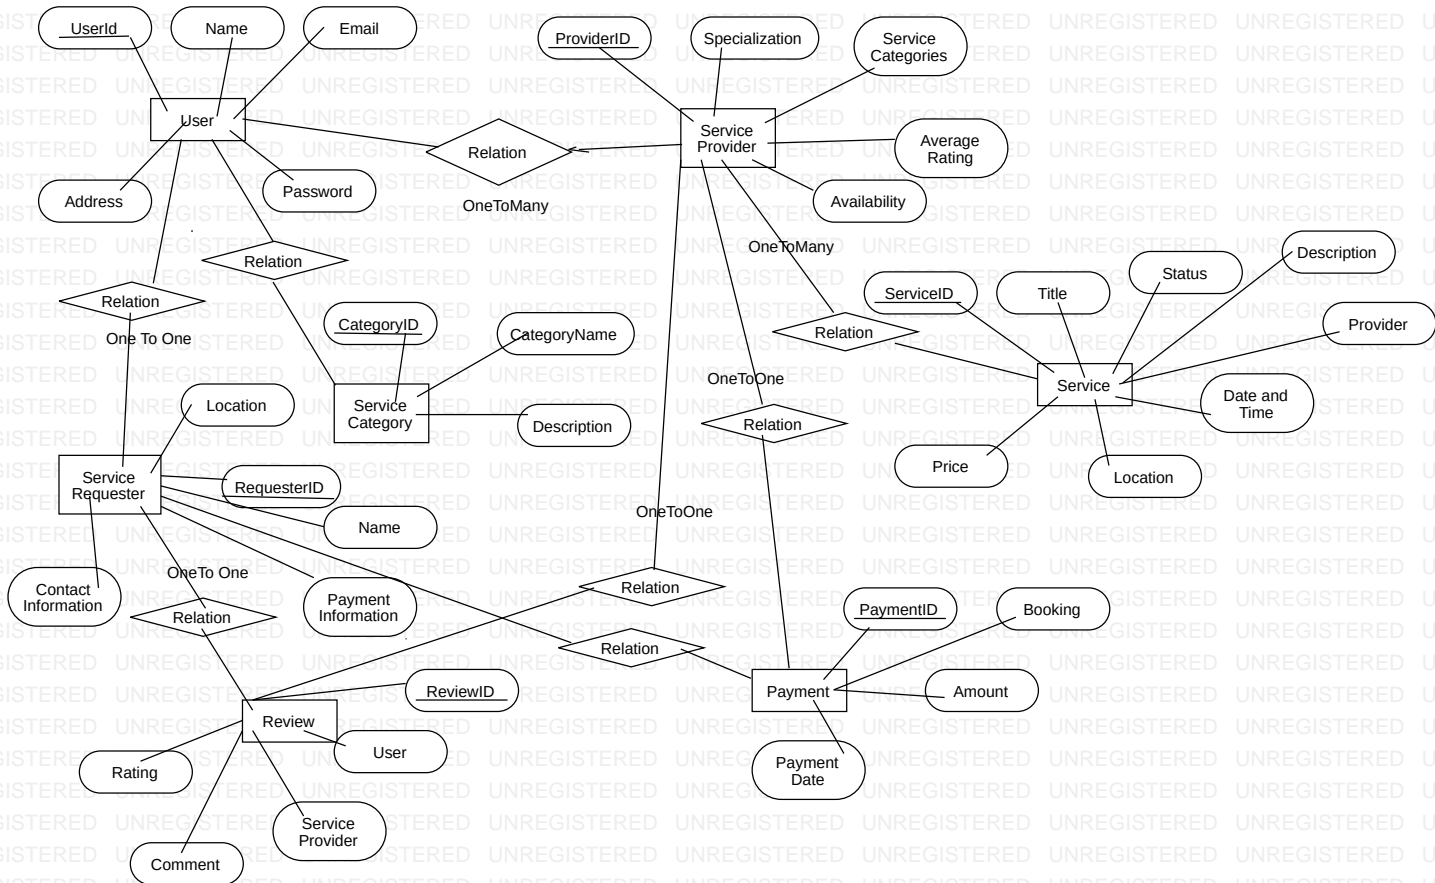 UserId
Name
Email
ProviderID
Specialization
Service
Categories
User
Service
Provider
Relation
Average
Rating
Address
Password
Availability
OneToMany
OneToMany
Relation
Description
Status
ServiceID
Title
Relation
CategoryID
CategoryName
Relation
Provider
One To One
OneToOne
Service
Location
Service
Category
Relation
Date and
Time
Description
Price
Location
Service
Requester
RequesterID
Name
OneToOne
OneTo One
Contact
Information
Payment
Information
Relation
Relation
PaymentID
Booking
Relation
ReviewID
Payment
Amount
Review
User
Rating
Payment
Date
Service
Provider
Comment
UNREGISTERED